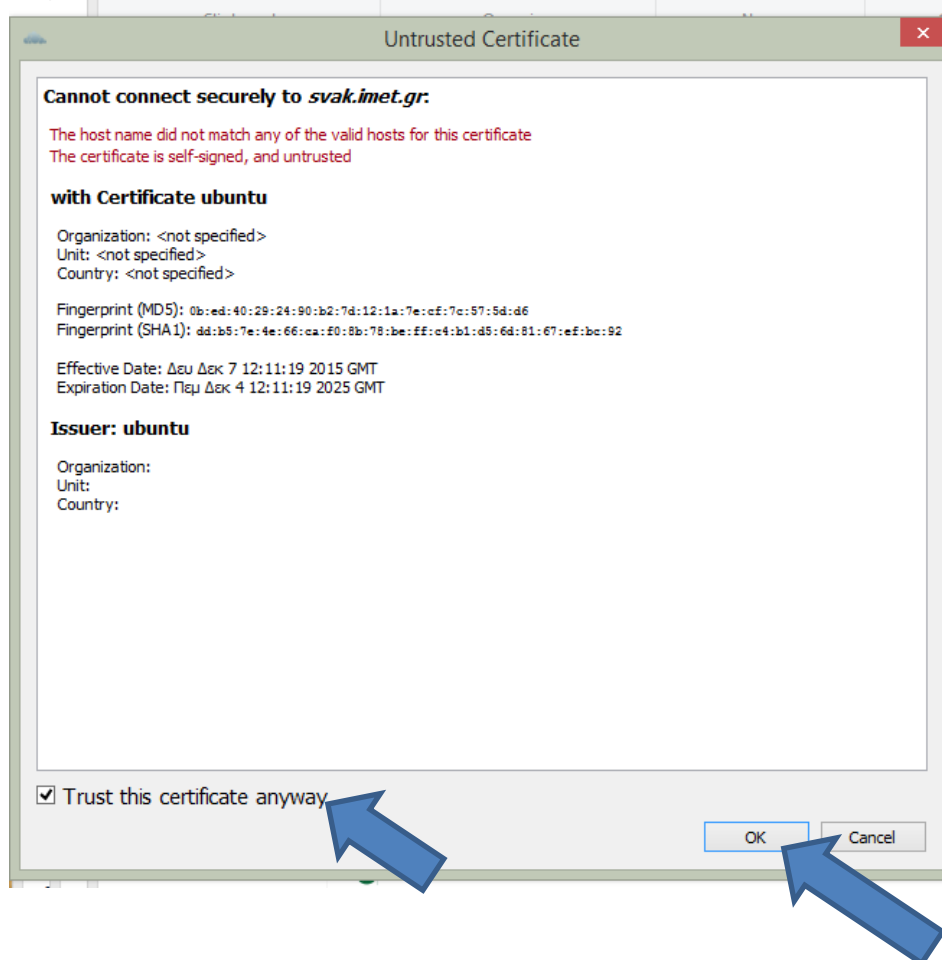 Untrusted Certificate
Cannot connect securely to svak.imet.gr:
The host name did not match any of the valid hosts for this certificate
The certificate is self-signed, and untrusted
with Certificate ubuntu
Organization: <not specified>
Unit: <not specified>
Country: <not specified>
Fingerprint (MD5): 0b:ed:40:29:24:90:b2:7d:12:1a:7e:cf:7c:57:5d:d6
Fingerprint (SHA1): dd:b5:7e:4e:66:ca:f0:8b:78:be:ff:c4:b1:d5:6d:81:67:ef:bc:92
Effective Date: Δευ Δεκ 7 12:11:19 2015 GMT
Expiration Date: Πεμ Δεκ 4 12:11:19 2025 GMT
Issuer: ubuntu
Organization:
Unit:
Country:
Trust this certificate anyway
OK Cancel